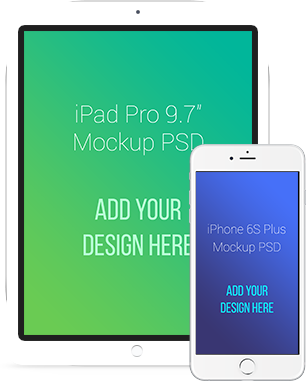 iPad Pro 9.7"
Mockup PSD
ADD YOUR
DESIGN HERE
iPhone 6S Plus
Mockup PSD
ADD YOUR
DESIGN HERE